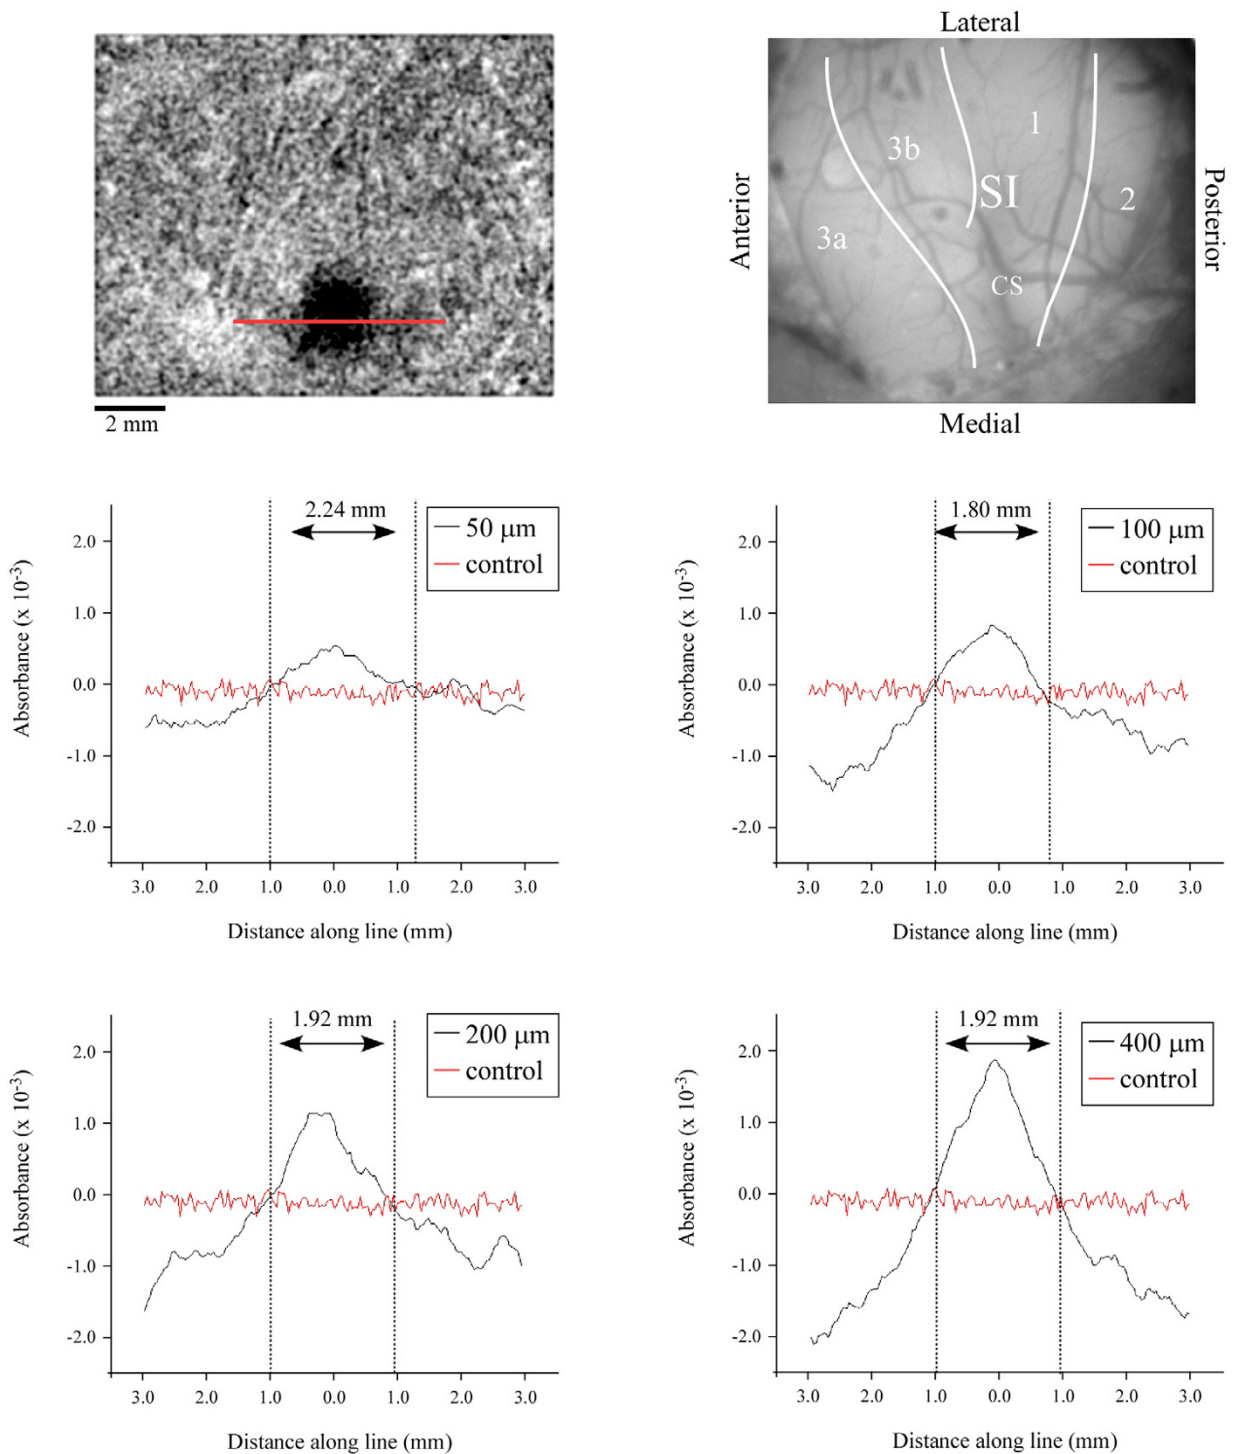 2 mm
Lateral
Anterior
3b
1
SI
2
3a
cs
Posterior
Medial
2.24 mm
50 μm
control
Absorbance (x 10-3)
2.0
1.0
0.0
-1.0
-2.0
3.0 2.0 1.0 0.0 1.0 2.0 3.0
Distance along line (mm)
1.80 mm
100 μm
control
Absorbance (x 10-3)
2.0
1.0
0.0
-1.0
-2.0
3.0 2.0 1.0 0.0 1.0 2.0 3.0
Distance along line (mm)
1.92 mm
200 μm
control
Absorbance (x 10-3)
2.0
1.0
0.0
-1.0
-2.0
3.0 2.0 1.0 0.0 1.0 2.0 3.0
Distance along line (mm)
1.92 mm
400 μm
control
Absorbance (x 10-3)
2.0
1.0
0.0
-1.0
-2.0
3.0 2.0 1.0 0.0 1.0 2.0 3.0
Distance along line (mm)